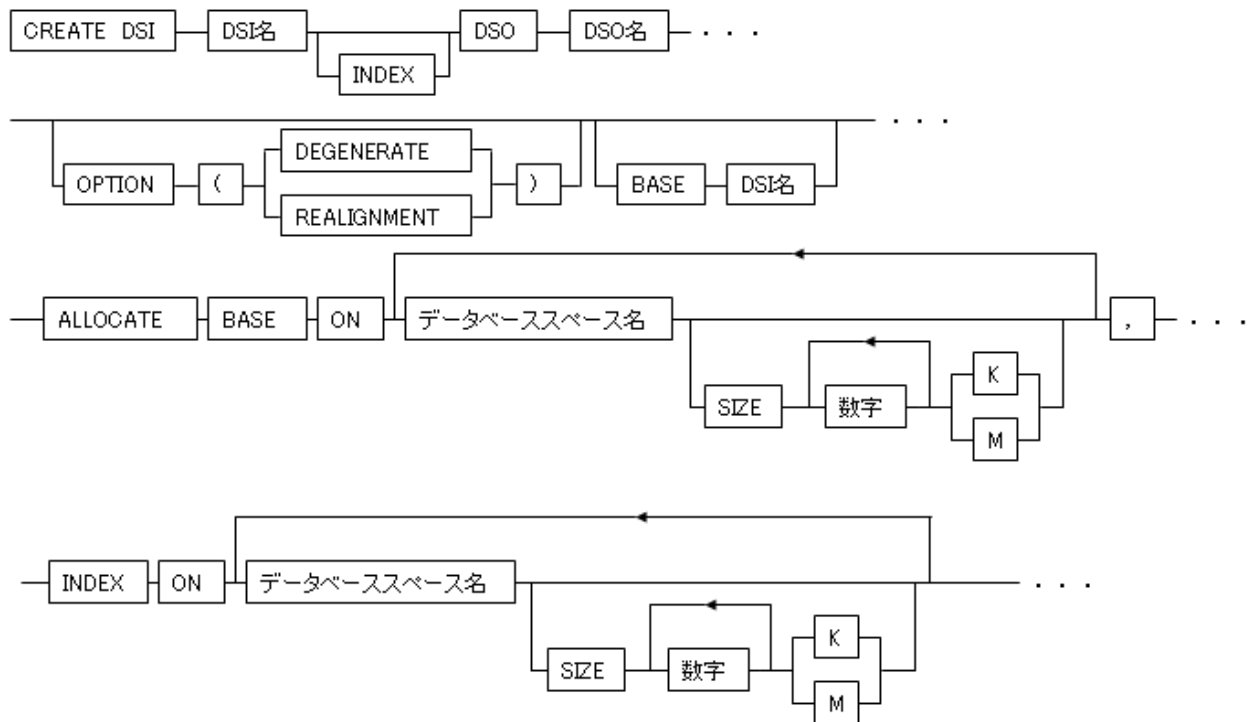 CREATE DSI DSI名 DSO DSO名 ・・・
INDEX
・・・
DEGENERATE
OPTION ( ) BASE DSI名
REALIGNMENT
ALLOCATE BASE ON データベーススペース名 , ・・・
K
SIZE 数字
M
INDEX ON データベーススペース名 ・・・
K
SIZE 数字
M